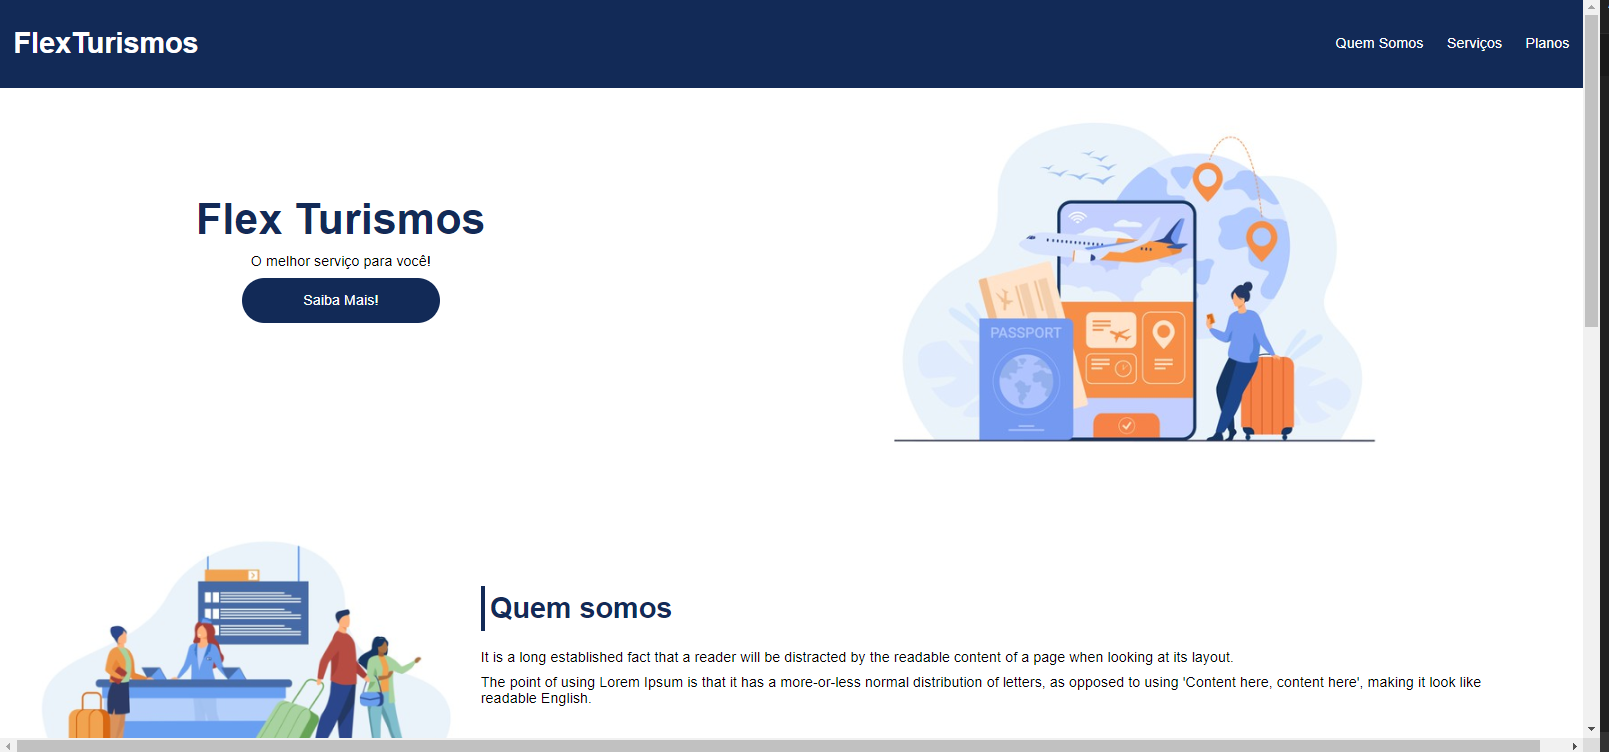 FlexTurismos
Quem Somos Serviços Planos
Flex Turismos
O melhor serviço para você!
Saiba Mais!
PASSPORT
Quem somos
It is a long established fact that a reader will be distracted by the readable content of a page when looking at its layout.
The point of using Lorem Ipsum is that it has a more-or-less normal distribution of letters, as opposed to using 'Content here, content here', making it look like
readable English.